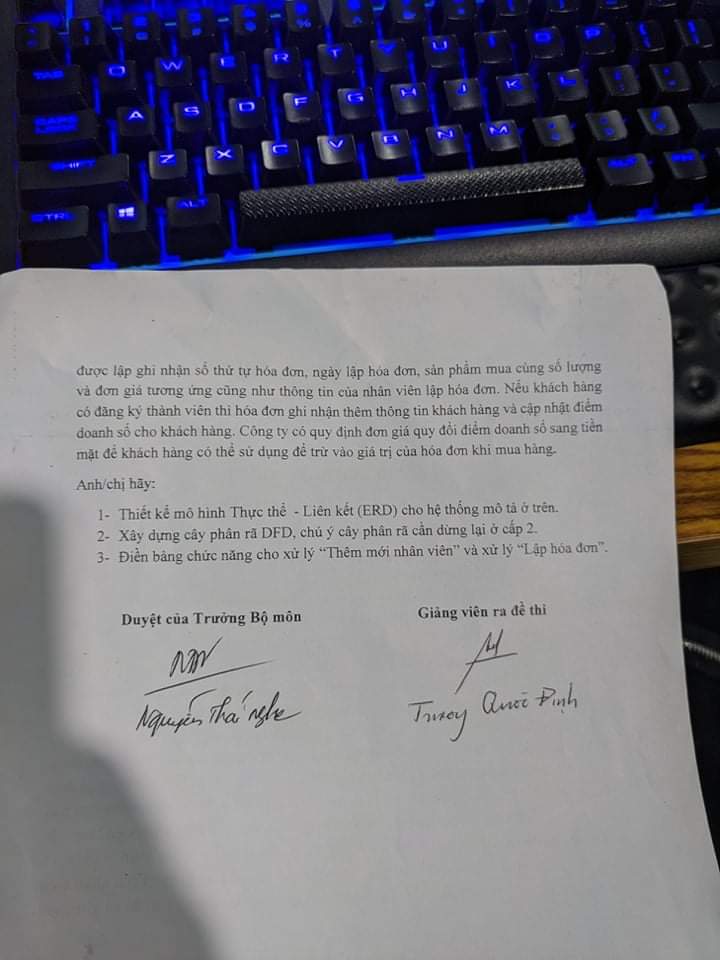 TAB Q W E R T Y U I O P
CAPS LOCK A S D F G H J K L
SHIFT Z X C V B N M
CTRL ALT ALT FN
được lập ghi nhận số thứ tự hóa đơn, ngày lập hóa đơn, sản phẩm mua cùng số lượng
và đơn giá tương ứng cũng như thông tin của nhân viên lập hóa đơn. Nếu khách hàng
có đăng ký thành viên thì hóa đơn ghi nhận thêm thông tin khách hàng và cập nhật điểm
doanh số cho khách hàng. Công ty có quy định đơn giá quy đổi điểm doanh số sang tiền
mặt để khách hàng có thể sử dụng để trừ vào giá trị của hóa đơn khi mua hàng.
Anh/chị hãy:
1- Thiết kế mô hình Thực thể - Liên kết (ERD) cho hệ thống mô tả ở trên.
2- Xây dựng cây phân rã DFD, chú ý cây phân rã cần dừng lại ở cấp 2.
3- Điền bảng chức năng cho xử lý “Thêm mới nhân viên” và xử lý “Lập hóa đơn”.
Duyệt của Trưởng Bộ môn Giảng viên ra đề thi
Nguyễn Thái Nghe Quốc Định